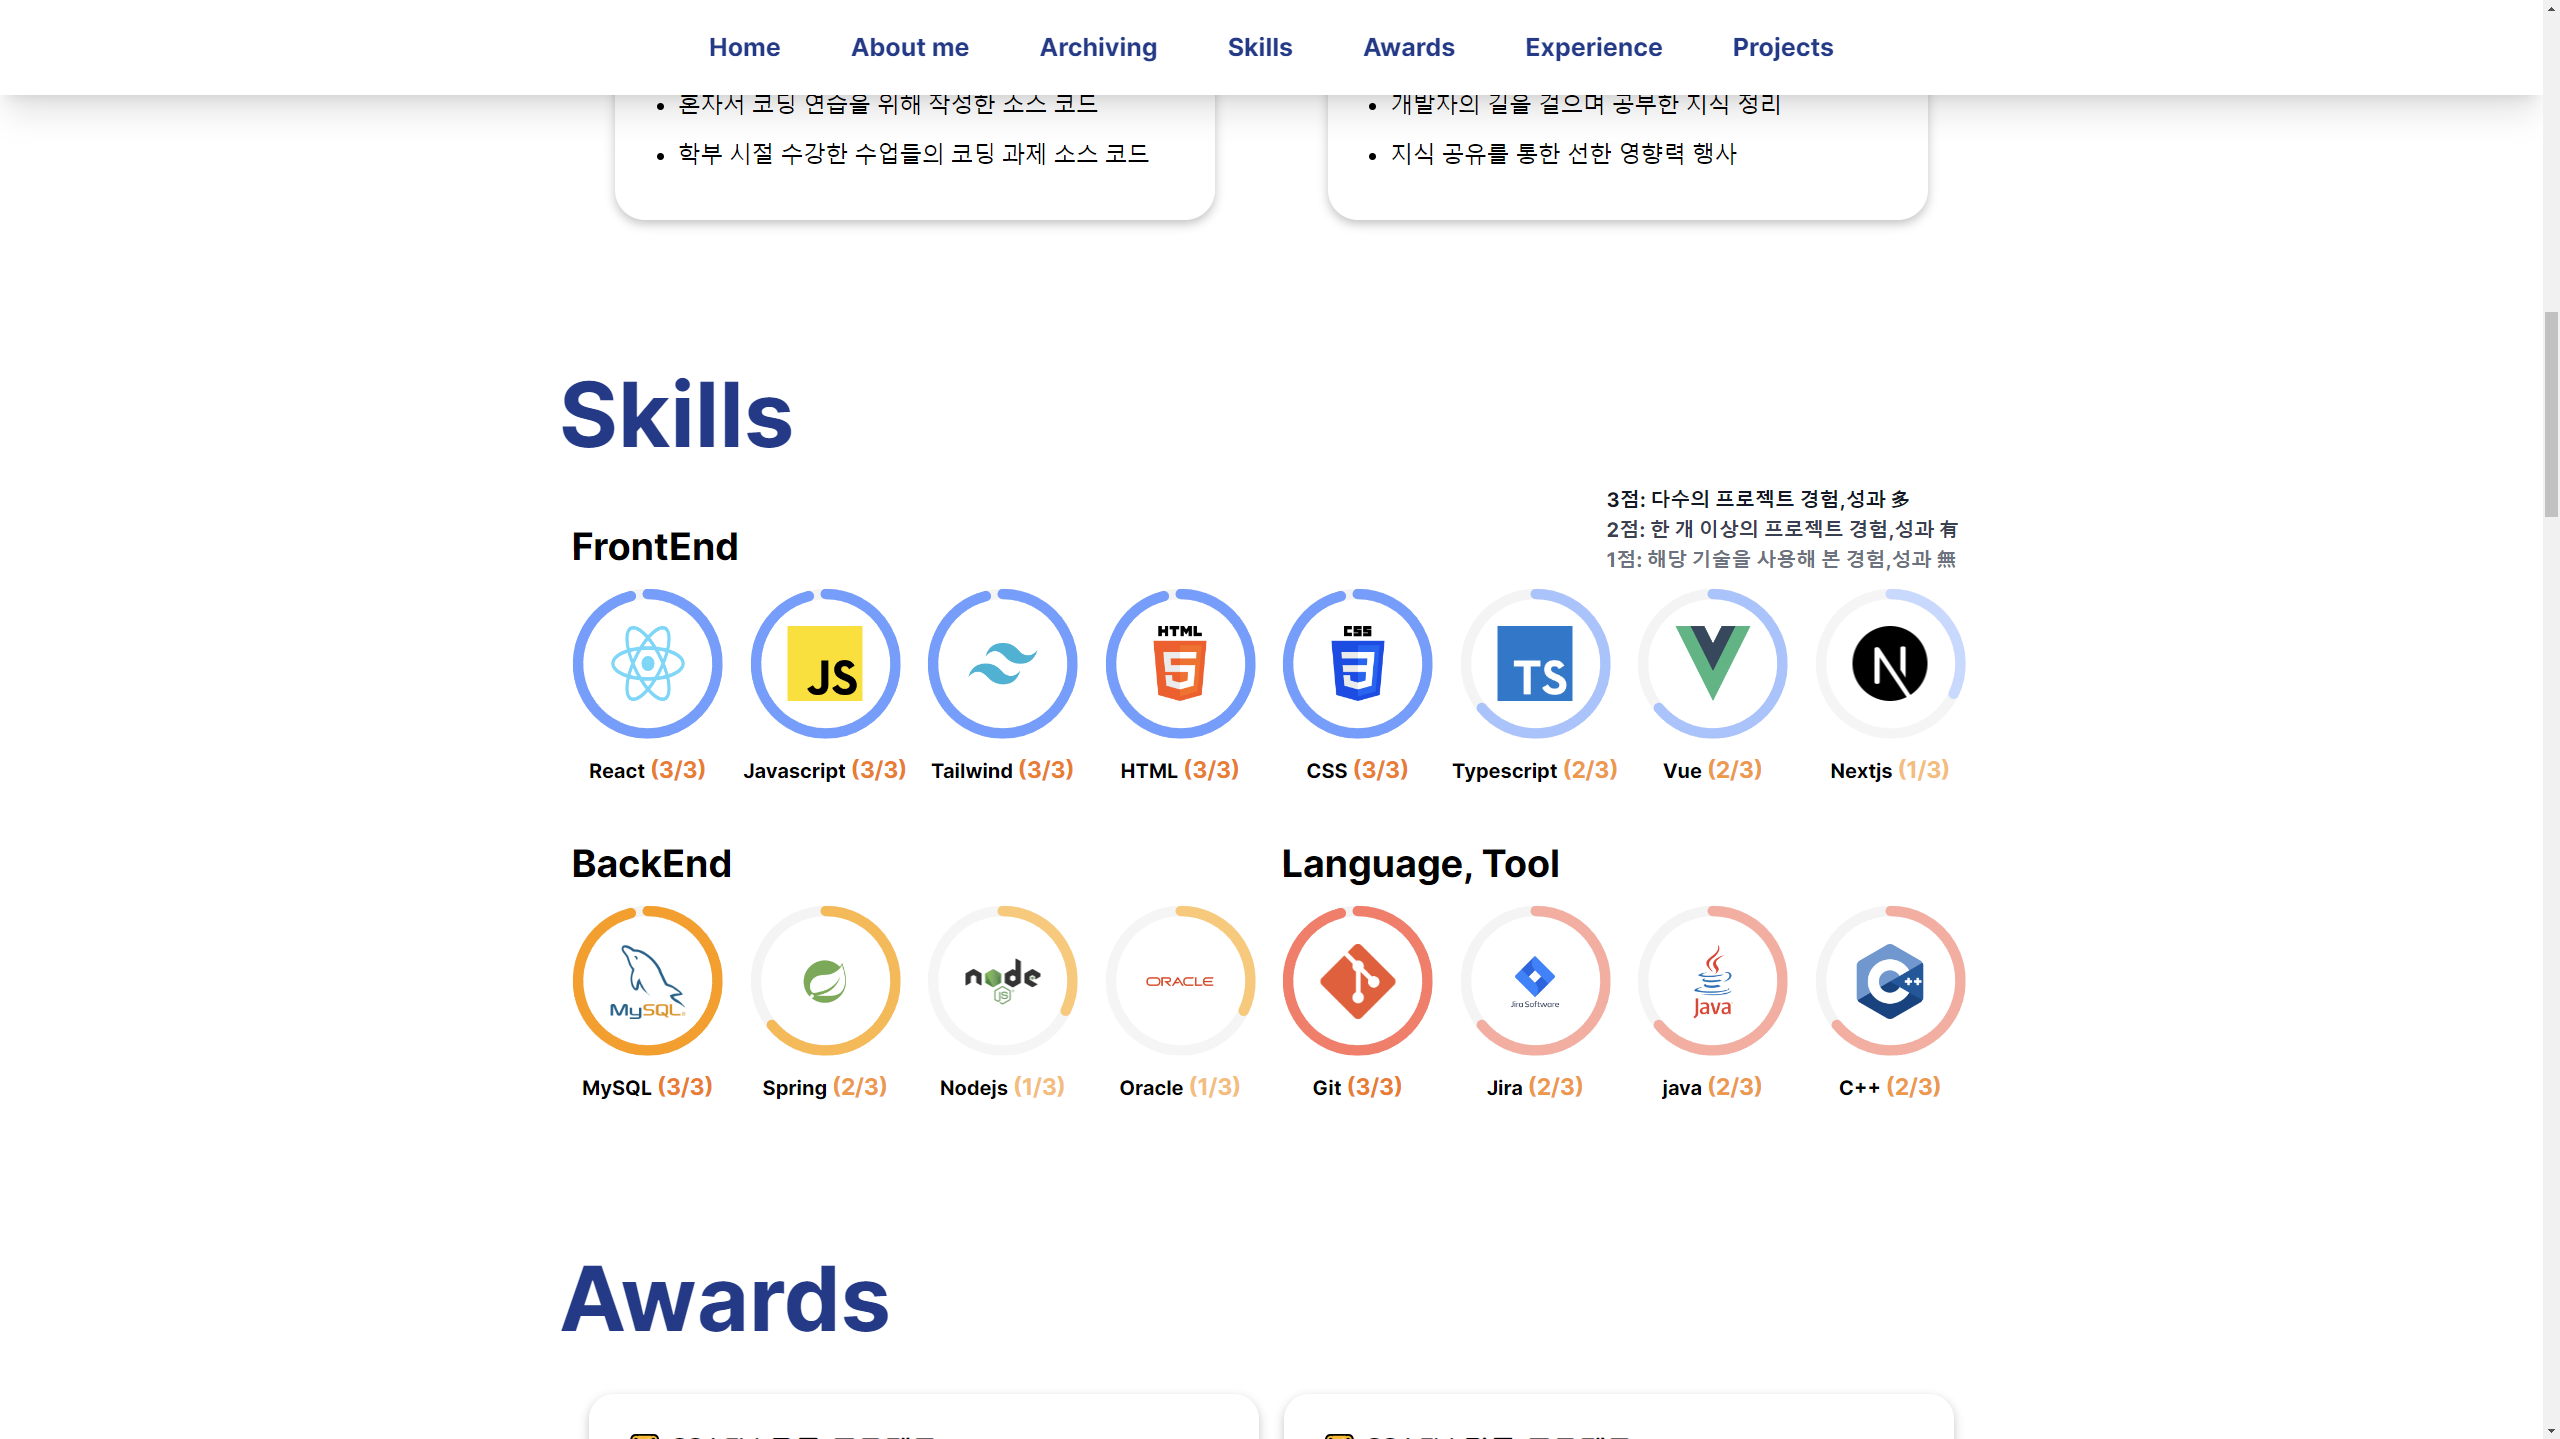 Home About me Archiving Skills Awards Experience Projects
혼자서 코딩 연습을 위해 작성한 소스 코드
학부 시절 수강한 수업들의 코딩 과제 소스 코드
개발자의 길을 걸으며 공부한 지식 정리
지식 공유를 통한 선한 영향력 행사
Skills
3점: 다수의 프로젝트 경험,성과 多
2점: 한 개 이상의 프로젝트 경험,성과 有
1점: 해당 기술을 사용해 본 경험,성과 無
FrontEnd
JS
HTML
5
CSS
3
TS
N
React (3/3)
Javascript (3/3)
Tailwind (3/3)
HTML (3/3)
CSS (3/3)
Typescript (2/3)
Vue (2/3)
Nextjs (1/3)
BackEnd
MySQL
node
JS
ORACLE
MySQL (3/3)
Spring (2/3)
Nodejs (1/3)
Oracle (1/3)
Language, Tool
Jira Software
Java
C++
Git (3/3)
Jira (2/3)
java (2/3)
C++ (2/3)
Awards